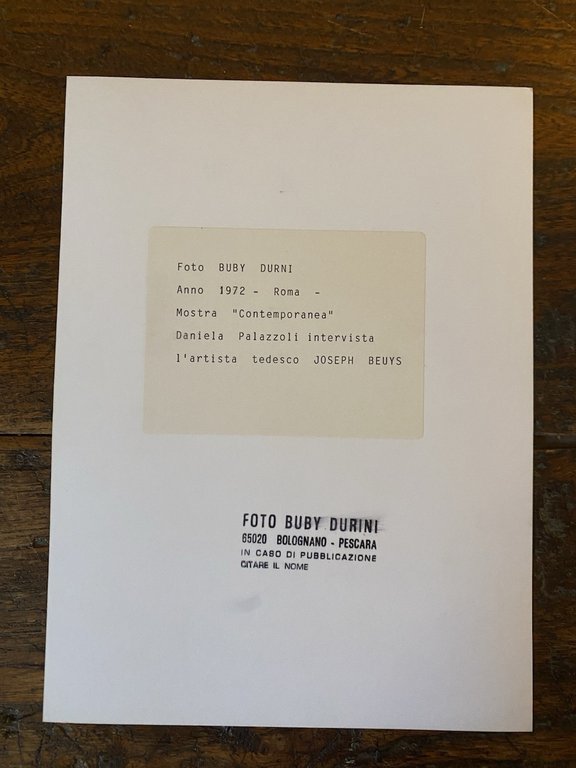 Foto BUBY DURNI
Anno 1972 - Roma -
Mostra "Contemporanea"
Daniela Palazzoli intervista
l'artista tedesco JOSEPH BEUYS
FOTO BUBY DURINI
65020 BOLOGNANO - PESCARA
IN CASO DI PUBBLICAZIONE
CITARE IL NOME